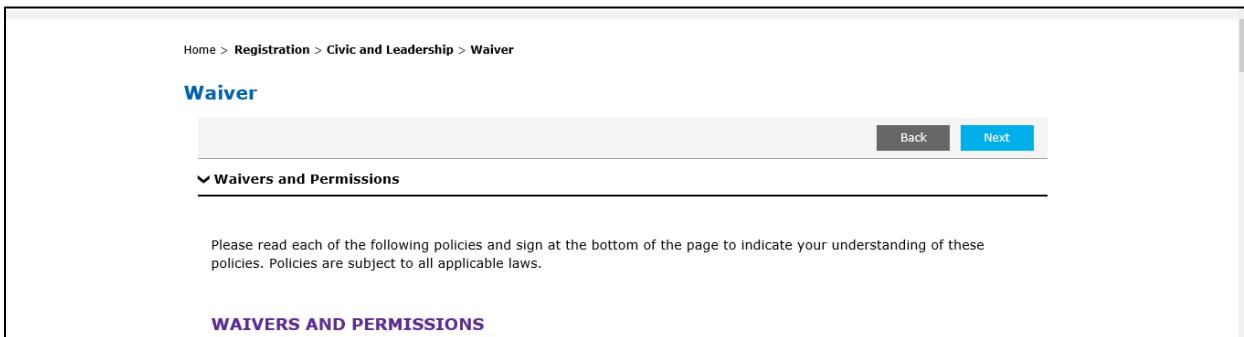 Home > Registration > Civic and Leadership > Waiver
Waiver
Back Next
Waivers and Permissions
Please read each of the following policies and sign at the bottom of the page to indicate your understanding of these
policies. Policies are subject to all applicable laws.
WAIVERS AND PERMISSIONS